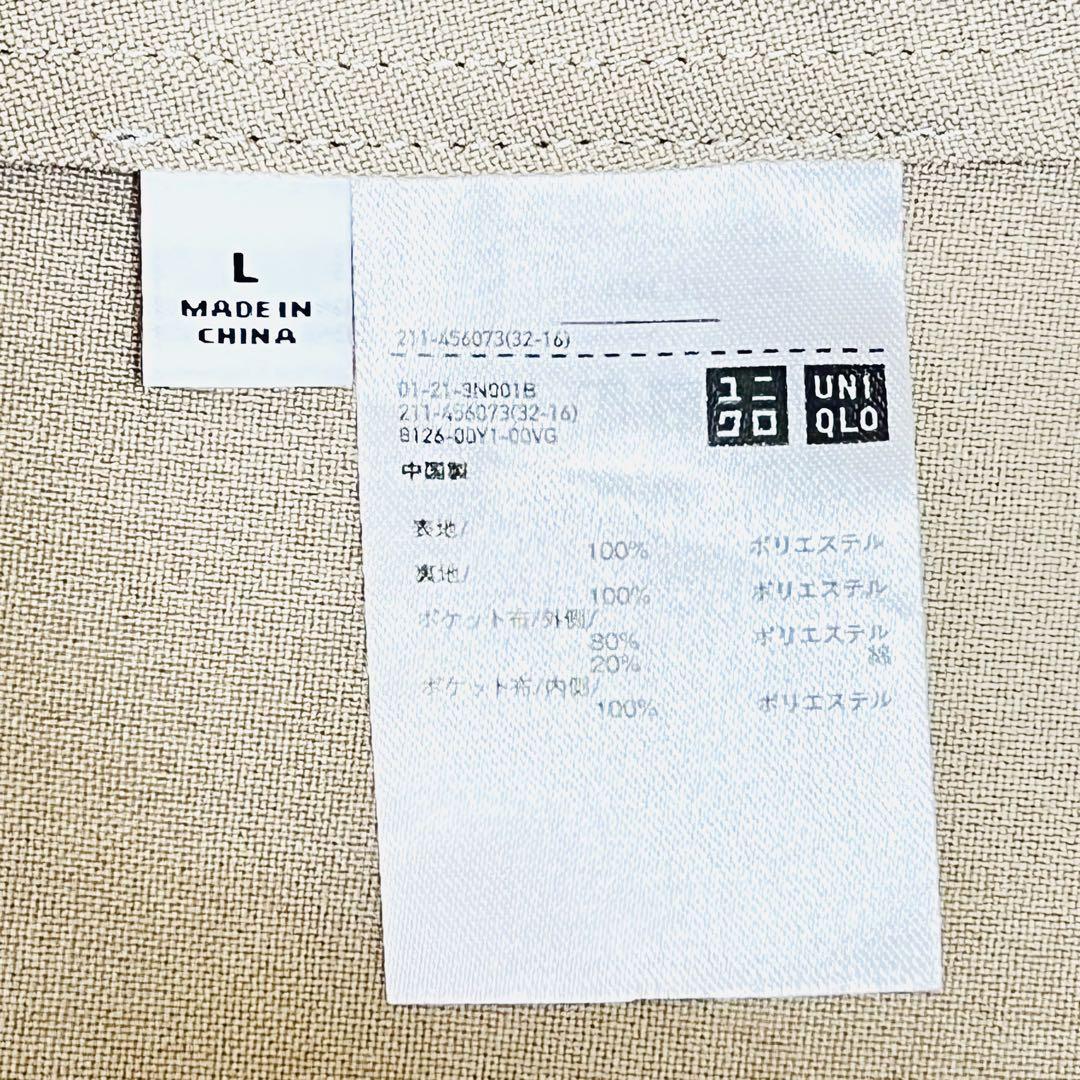 L
MADE IN
CHINA
211-456073(32-16)
01-21-3N001B
211-456073(32-16)
8126-00Y1-00VG
中国製
ユニ
クロ
UNI
QLO
表地/
100% ポリエステル
裏地/
100% ポリエステル
ポケット布/外側/
80% ポリエステル
20% 綿
ポケット布/内側/
100% ポリエステル